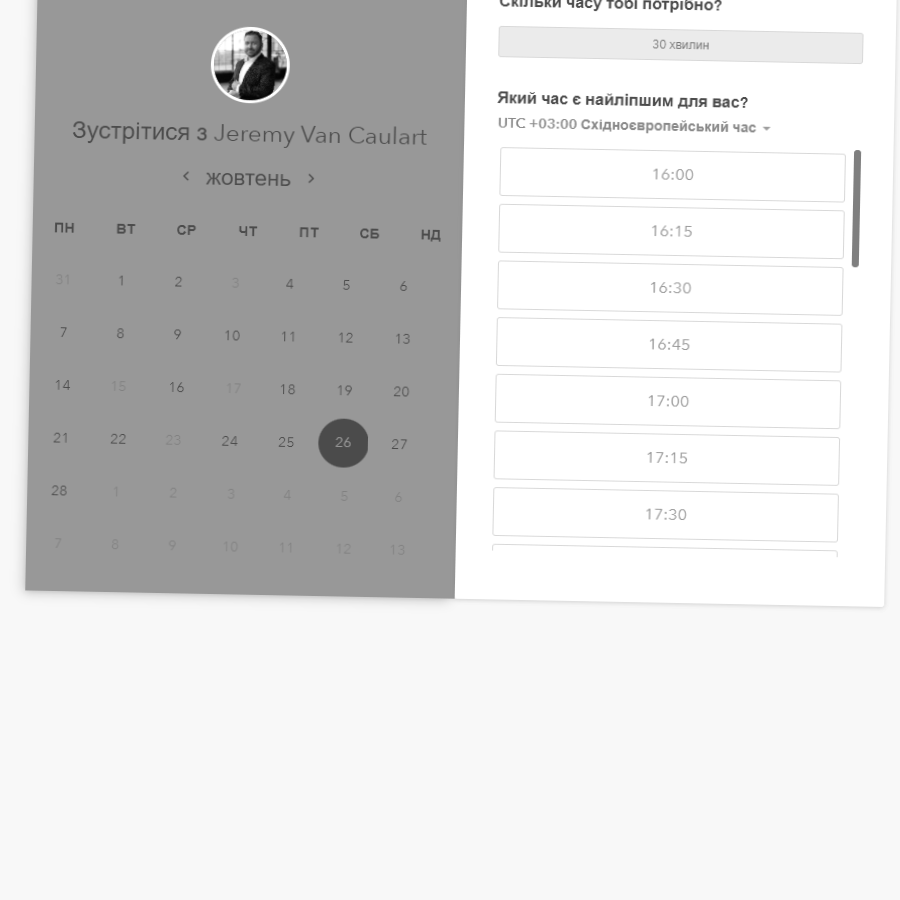 Зустрітися з Jeremy Van Caulart
жовтень
ПН ВТ СР ЧТ ПТ СБ НД
31 1 2 3 4 5 6
7 8 9 10 11 12 13
14 15 16 17 18 19 20
21 22 23 24 25 26 27
28 1 2 3 4 5 6
7 8 9 10 11 12 13
Скільки часу тобі потрібно?
30 хвилин
Який час є найліпшим для вас?
UTC +03:00 Східноєвропейський час
16:00
16:15
16:30
16:45
17:00
17:15
17:30